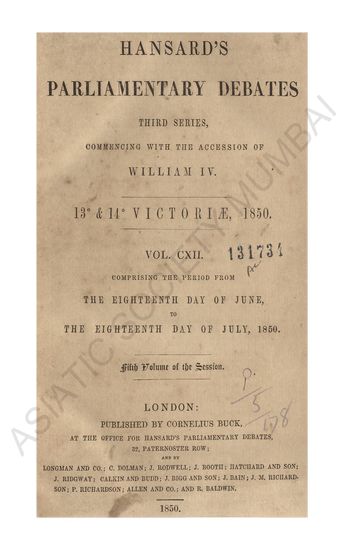 HANSARD'S
PARLIAMENTARY DEBATES
THIRD SERIES,
COMMENCING WITH THE ACCESSION OF
WILLIAM IV.
13° & 14° VICTORIÆ, 1850.
VOL. CXII.
131734
COMPRISING THE PERIOD FROM
THE EIGHTEENTH DAY OF JUNE,
TO
THE EIGHTEENTH DAY OF JULY, 1850.
Fifth Volume of the Session.
LONDON:
PUBLISHED BY CORNELIUS BUCK,
AT THE OFFICE FOR HANSARD'S PARLIAMENTARY DEBATES,
32, PATERNOSTER ROW;
AND BY
LONGMAN AND CO.; C. DOLMAN; J. RODWELL; J. BOOTH; HATCHARD AND SON;
J. RIDGWAY; CALKIN AND BUDD; J. BIGG AND SON; J. BAIN; J. M. RICHARD-
SON; P. RICHARDSON; ALLEN AND CO.; AND R. BALDWIN.
1850.
ASIATIC SOCIETY, MUMBAI